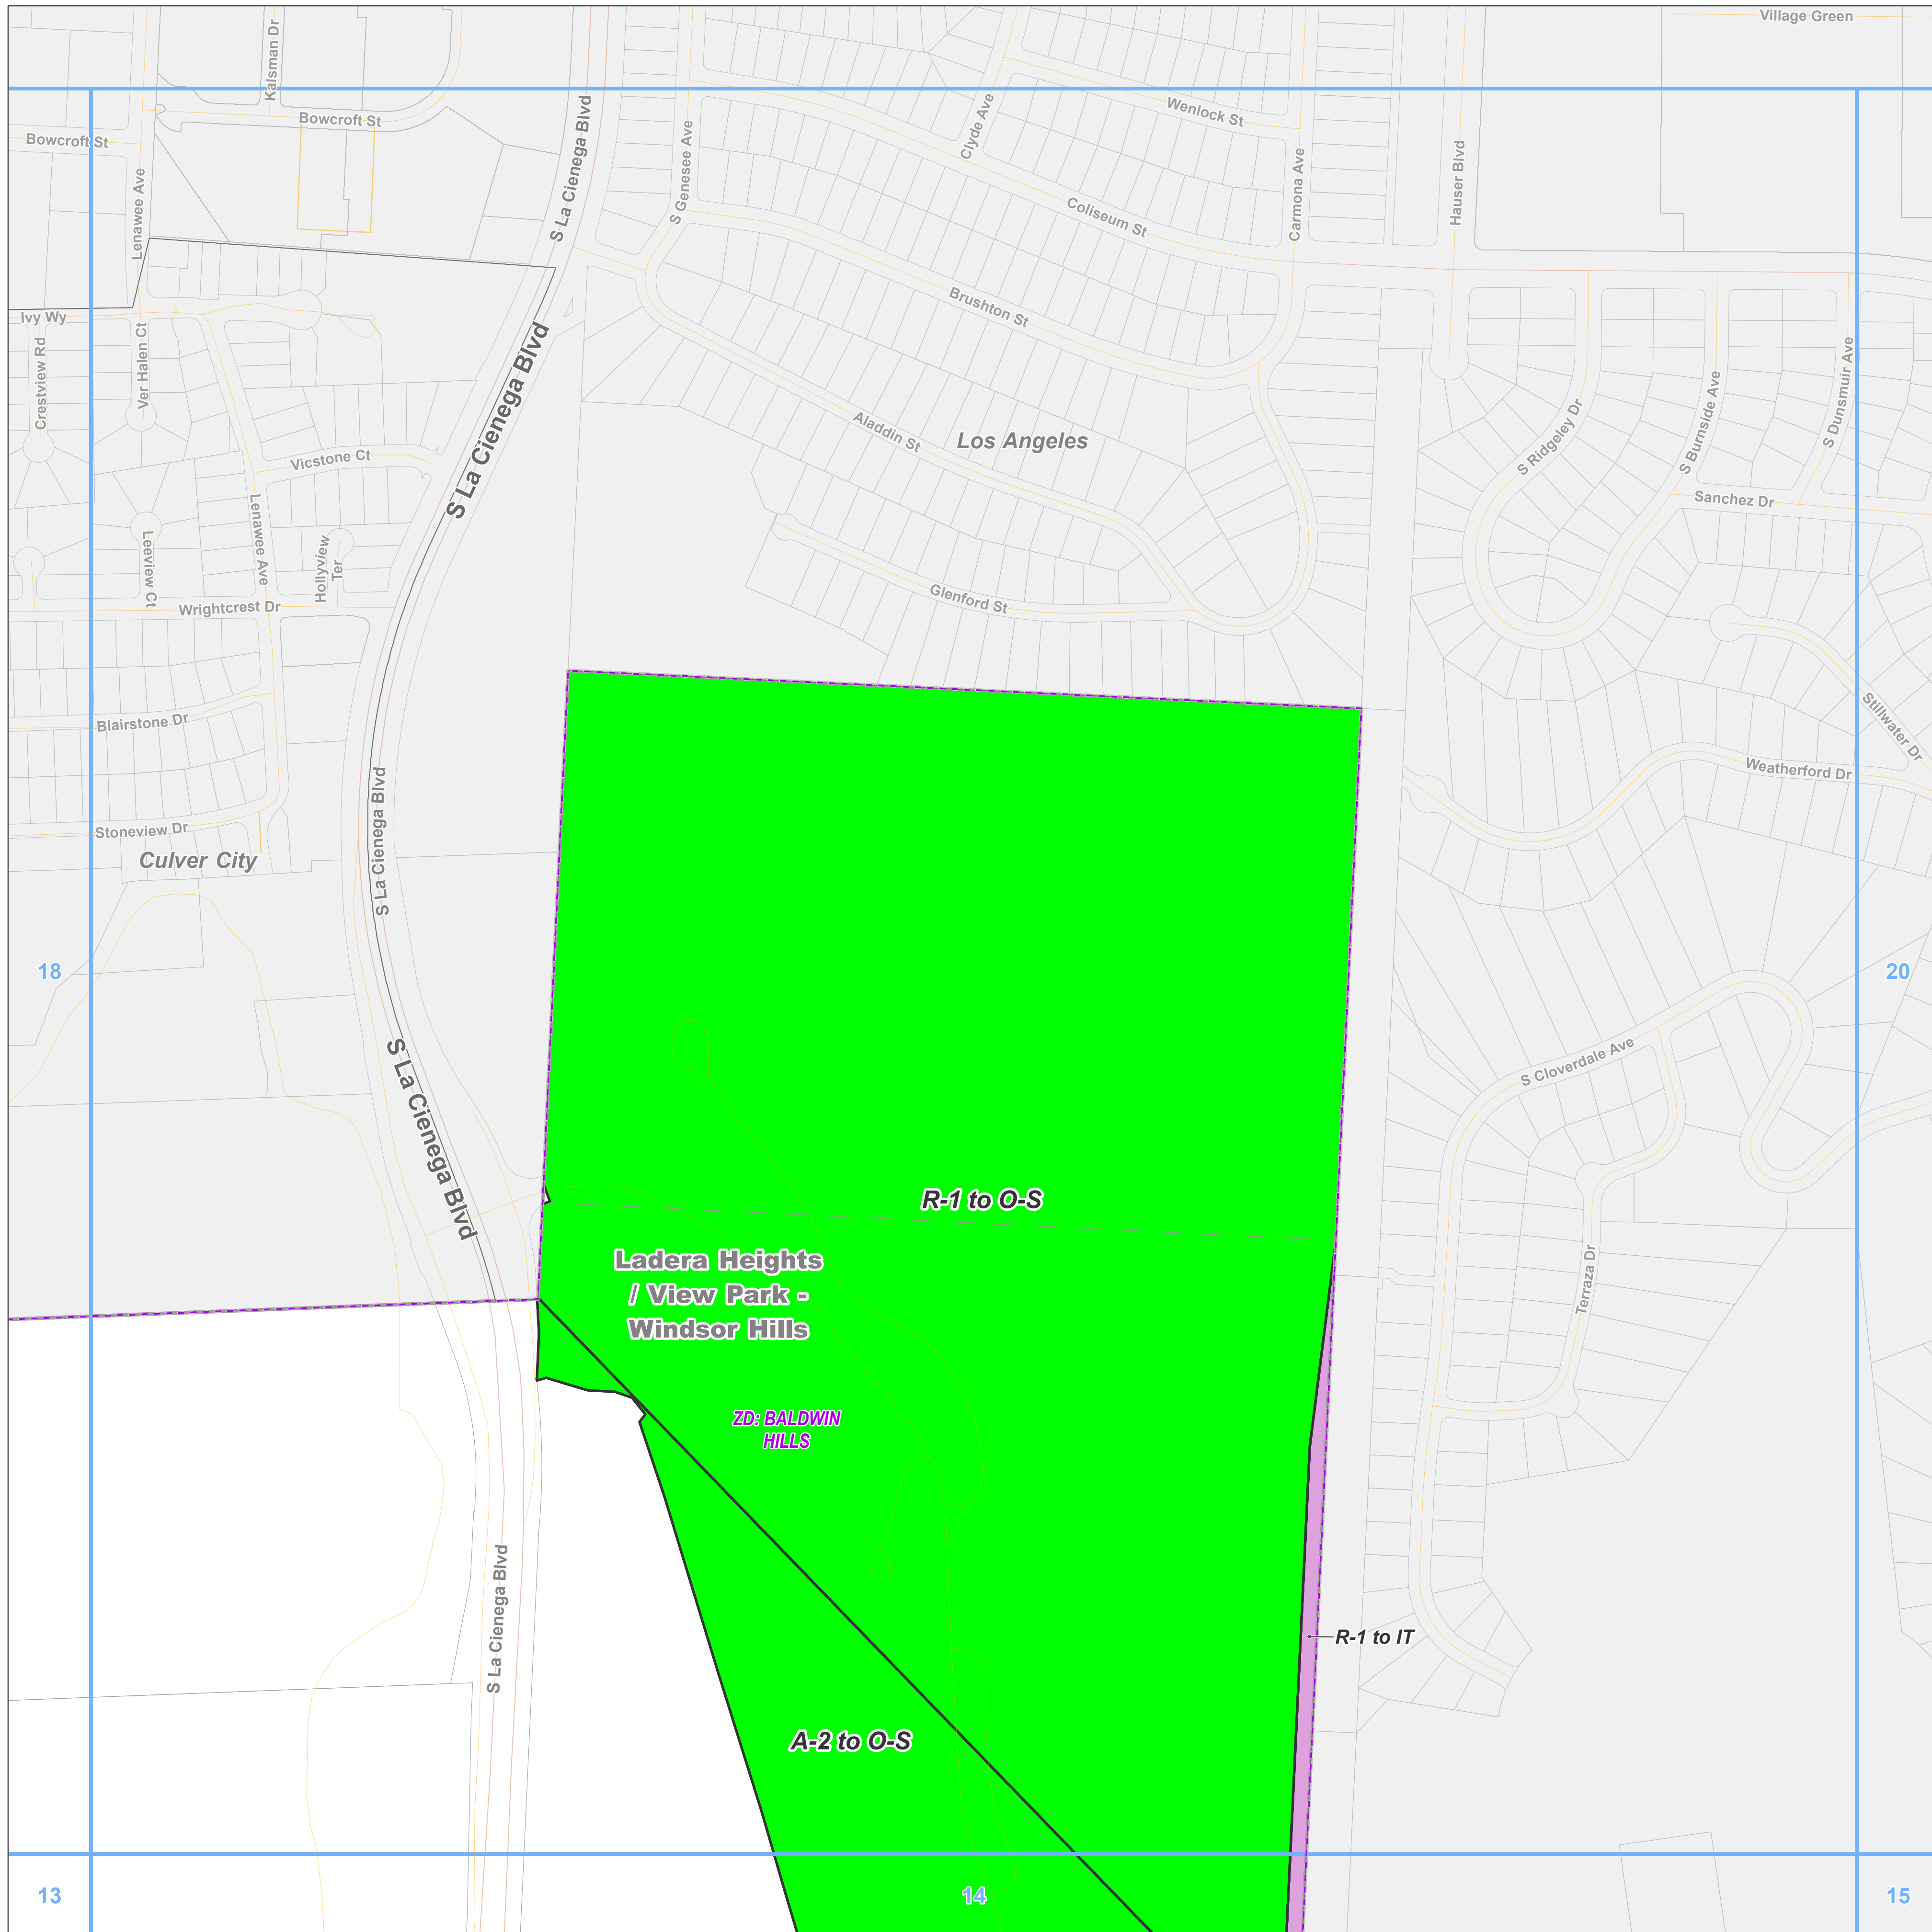 Village Green
Kalsman Dr
Bowcroft St
Bowcroft St
Lenawee Ave
S La Cienega Blvd
S Genesee Ave
Clyde Ave
Wenlock St
Carmona Ave
Hauser Blvd
Coliseum St
Brushton St
Ivy Wy
Crestview Rd
Ver Halen Ct
S La Cienega Blvd
Aladdin St
Los Angeles
S Ridgeley Dr
S Burnside Ave
S Dunsmuir Ave
Vicstone Ct
Sanchez Dr
Lenawee Ave
Leeview Ct
Hollyview
Ter
Wrightcrest Dr
Glenford St
Blairstone Dr
Stillwater Dr
Weatherford Dr
S La Cienega Blvd
Stoneview Dr
Culver City
18
20
S La Cienega Blvd
S Cloverdale Ave
R-1 to O-S
Ladera Heights
/ View Park -
Windsor Hills
Terraza Dr
ZD: BALDWIN
HILLS
S La Cienega Blvd
R-1 to IT
A-2 to O-S
13
14
15